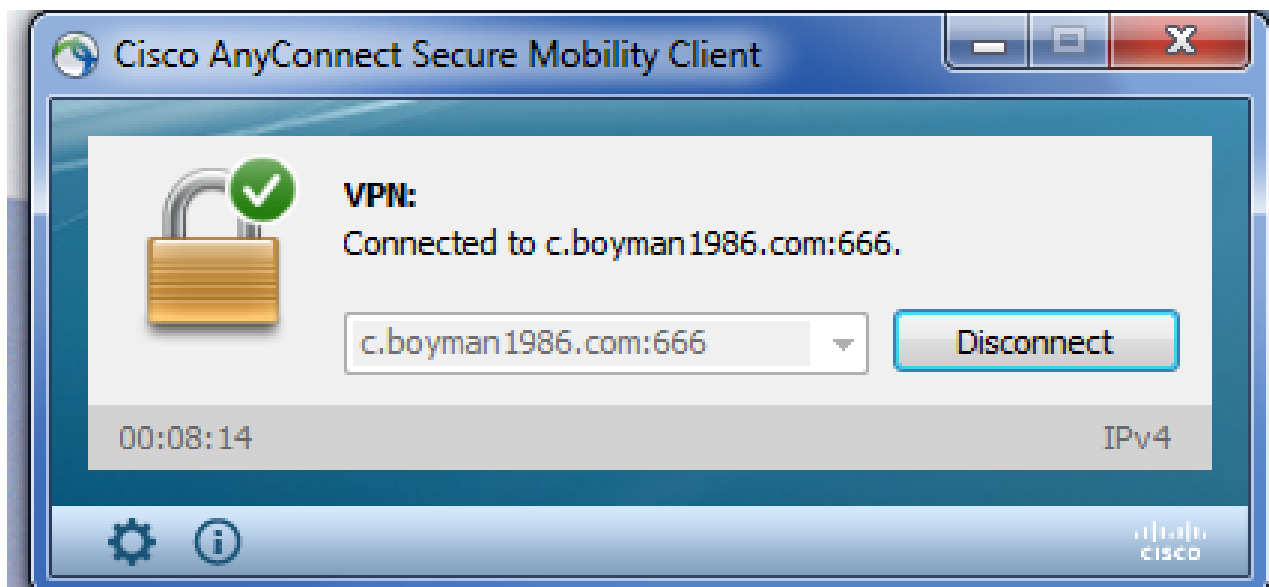 Cisco AnyConnect Secure Mobility Client
VPN:
Connected to c.boyman1986.com:666.
c.boyman1986.com:666
Disconnect
00:08:14
IPv4
CISCO